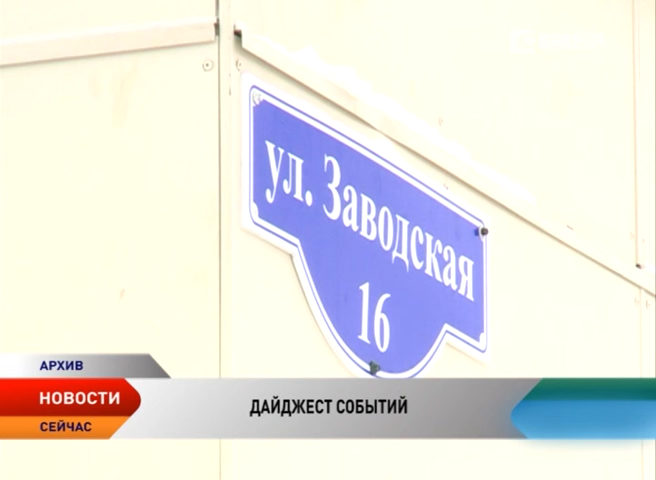 ул. Заводская
16
АРХИВ
НОВОСТИ
СЕЙЧАС
ДАЙДЖЕСТ СОБЫТИЙ